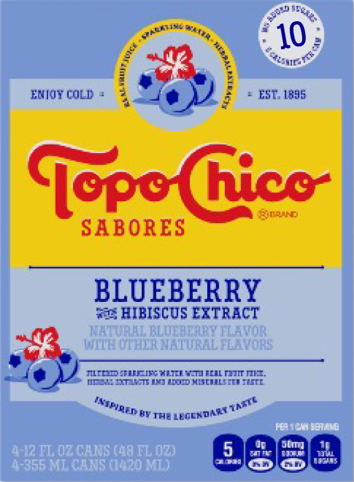 NO ADDED SUGARS
10
CALORIES PER CAN
REAL FRUIT JUICE • SPARKLING WATER • HERBAL EXTRACTS
ENJOY COLD
EST. 1895
Topo Chico
® BRAND
SABORES
BLUEBERRY
WITH HIBISCUS EXTRACT
NATURAL BLUEBERRY FLAVOR
WITH OTHER NATURAL FLAVORS
FILTERED SPARKLING WATER WITH REAL FRUIT JUICE,
HERBAL EXTRACTS AND ADDED MINERALS FOR TASTE.
INSPIRED BY THE LEGENDARY TASTE
PER 1 CAN SERVING
4-12 FL OZ CANS (48 FL OZ)
4-355 ML CANS (1420 ML)
5
CALORIES
0g
SAT FAT
0% DV
50mg
SODIUM
2% DV
1g
TOTAL
SUGARS